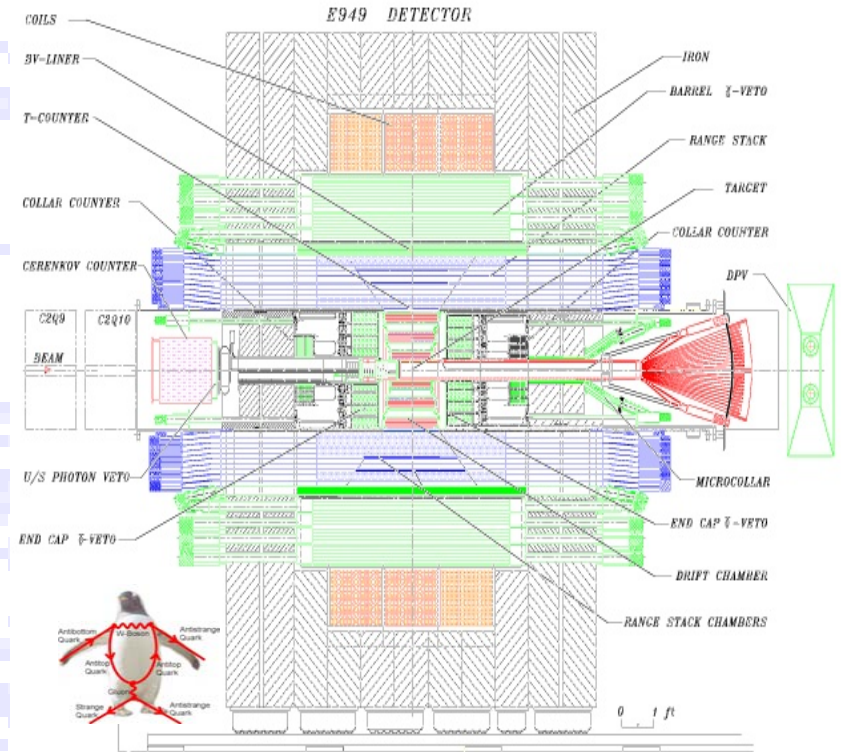 E949 DETECTOR
COILS
BV-LINER
T-COUNTER
COLLAR COUNTER
CERENKOV COUNTER
C2Q9
C2Q10
BEAM
U/S PHOTON VETO
END CAP γ-VETO
IRON
BARREL γ-VETO
RANGE STACK
TARGET
COLLAR COUNTER
DPV
MICROCOLLAR
END CAP γ-VETO
DRIFT CHAMBER
RANGE STACK CHAMBERS
0 1 ft
Antibottom
Quark
W-Boson
Antistrange
Quark
Antitop
Quark
Antitop
Quark
Gluon
Strange
Quark
Antistrange
Quark